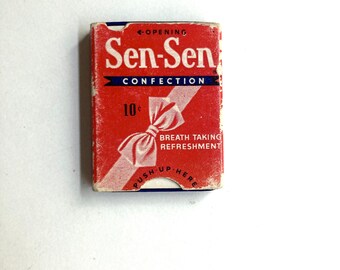 ←OPENING
Sen-Sen
CONFECTION
10¢
BREATH TAKING
REFRESHMENT
PUSH-UP-HERE